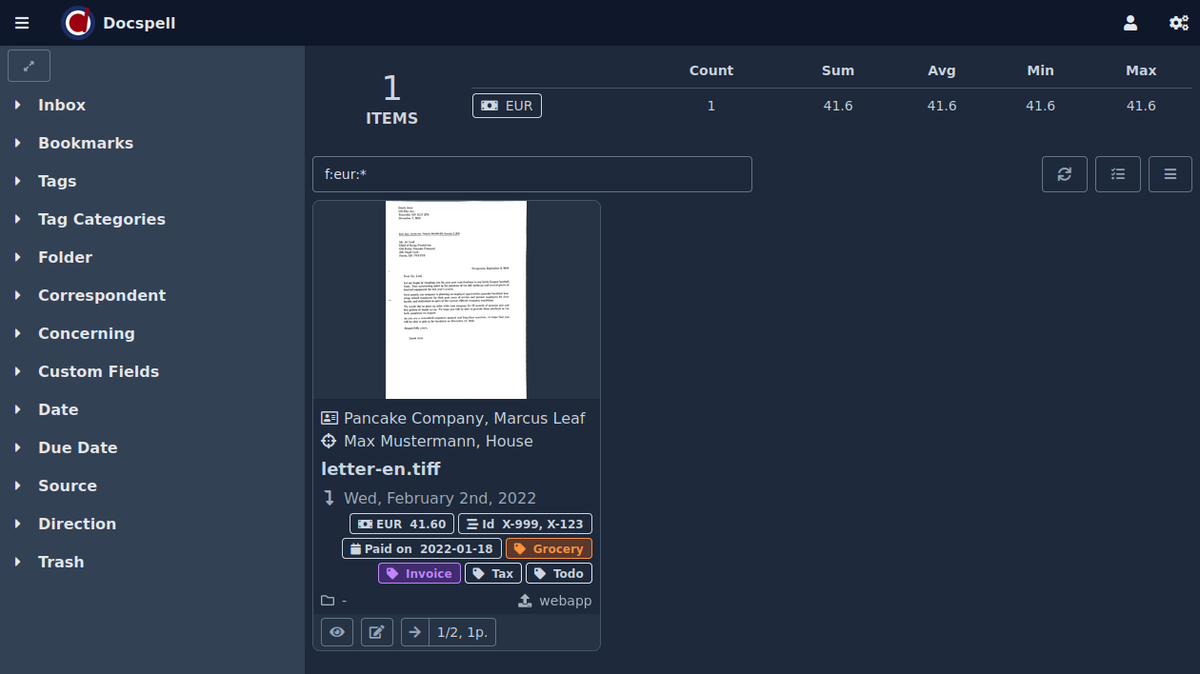 Docspell
Inbox
Bookmarks
Tags
Tag Categories
Folder
Correspondent
Concerning
Custom Fields
Date
Due Date
Source
Direction
Trash
1
ITEMS
Count Sum Avg Min Max
EUR 1 41.6 41.6 41.6 41.6
f:eur:*
Pancake Company, Marcus Leaf
Max Mustermann, House
letter-en.tiff
Wed, February 2nd, 2022
EUR 41.60 Id X-999, X-123
Paid on 2022-01-18 Grocery
Invoice Tax Todo
- webapp
1/2, 1p.